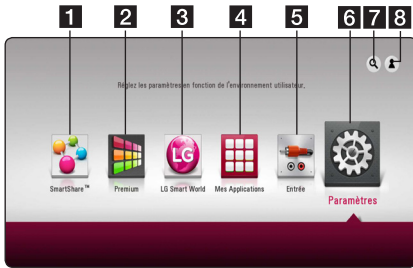 1 2 3 4 5 6 7 8
Réglez les paramètres en fonction de l'environnement utilisateur.
LG
SmartShare™ Premium LG Smart World Mes Applications Entrée
Paramètres